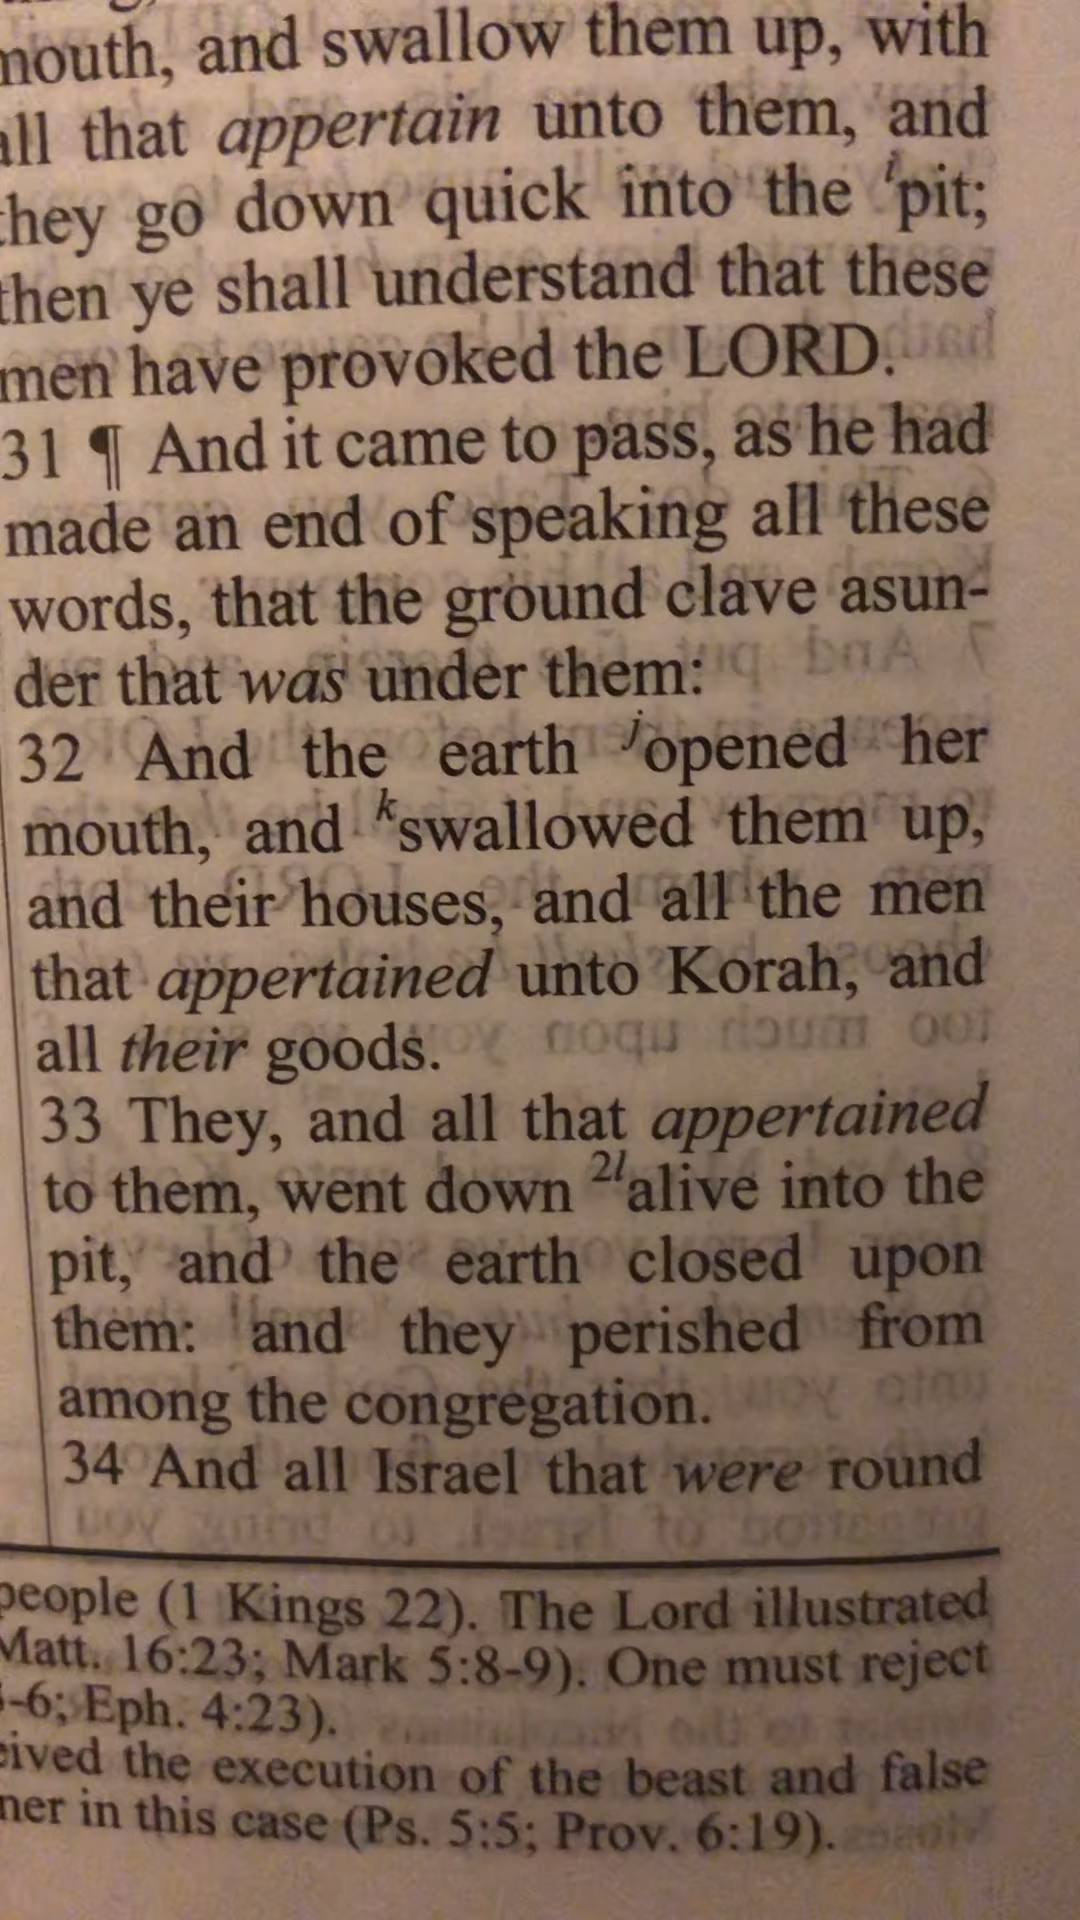 mouth, and swallow them up, with
all that appertain unto them, and
they go down quick into the ipit;
then ye shall understand that these
men have provoked the LORD.
31 ¶ And it came to pass, as he had
made an end of speaking all these
words, that the ground clave asun-
der that was under them:
32 And the earth jopened her
mouth, and kswallowed them up,
and their houses, and all the men
that appertained unto Korah, and
all their goods.
33 They, and all that appertained
to them, went down 2lalive into the
pit, and the earth closed upon
them: and they perished from
among the congregation.
34 And all Israel that were round
people (1 Kings 22). The Lord illustrated
Matt. 16:23; Mark 5:8-9). One must reject
-6; Eph. 4:23).
eived the execution of the beast and false
ner in this case (Ps. 5:5; Prov. 6:19).